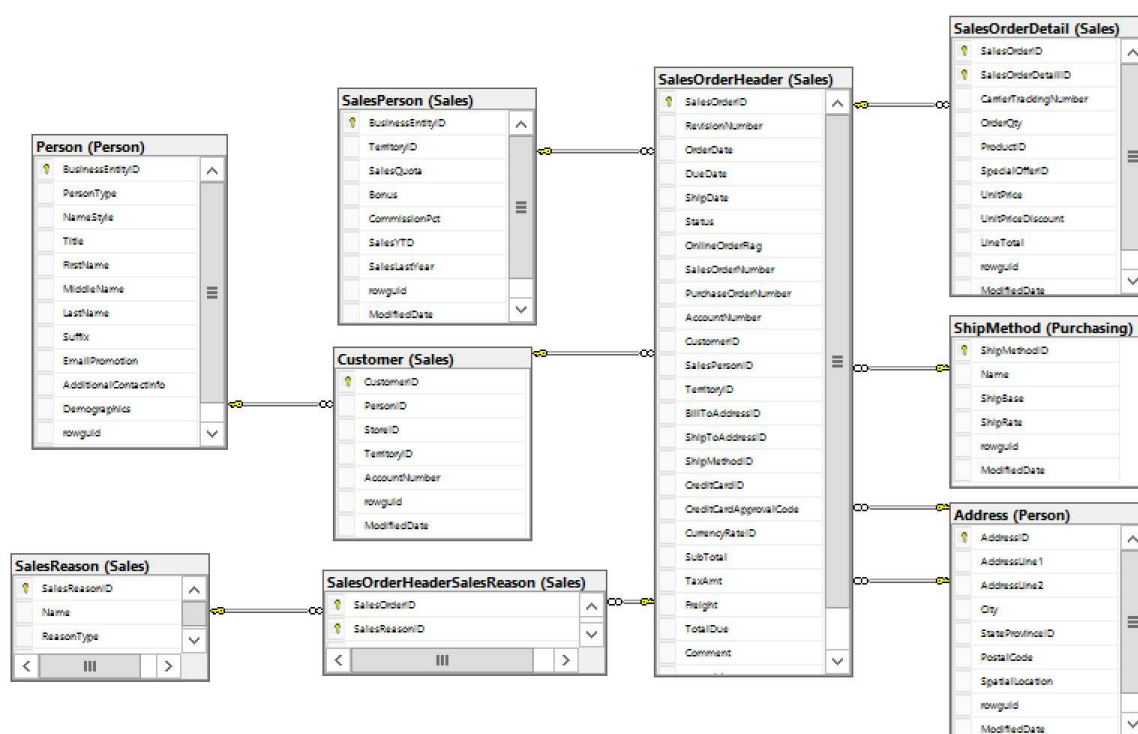 Person (Person)
BusinessEntityID
PersonType
NameStyle
Title
FirstName
MiddleName
LastName
Suffix
EmailPromotion
AdditionalContactInfo
Demographics
rowguid
SalesReason (Sales)
SalesReasonID
Name
ReasonType
SalesPerson (Sales)
BusinessEntityID
TerritoryID
SalesQuota
Bonus
CommissionPct
SalesYTD
SalesLastYear
rowguid
ModifiedDate
Customer (Sales)
CustomerID
PersonID
StoreID
TerritoryID
AccountNumber
rowguid
ModifiedDate
SalesOrderHeaderSalesReason (Sales)
SalesOrderID
SalesReasonID
SalesOrderHeader (Sales)
SalesOrderID
RevisionNumber
OrderDate
DueDate
ShipDate
Status
OnlineOrderFlag
SalesOrderNumber
PurchaseOrderNumber
AccountNumber
CustomerID
SalesPersonID
TerritoryID
BillToAddressID
ShipToAddressID
ShipMethodID
CreditCardID
CreditCardApprovalCode
CurrencyRateID
SubTotal
TaxAmt
Freight
TotalDue
Comment
SalesOrderDetail (Sales)
SalesOrderID
SalesOrderDetailID
CarrierTrackingNumber
OrderQty
ProductID
SpecialOfferID
UnitPrice
UnitPriceDiscount
LineTotal
rowguid
ModifiedDate
ShipMethod (Purchasing)
ShipMethodID
Name
ShipBase
ShipRate
rowguid
ModifiedDate
Address (Person)
AddressID
AddressLine1
AddressLine2
City
StateProvinceID
PostalCode
SpatialLocation
rowguid
ModifiedDate